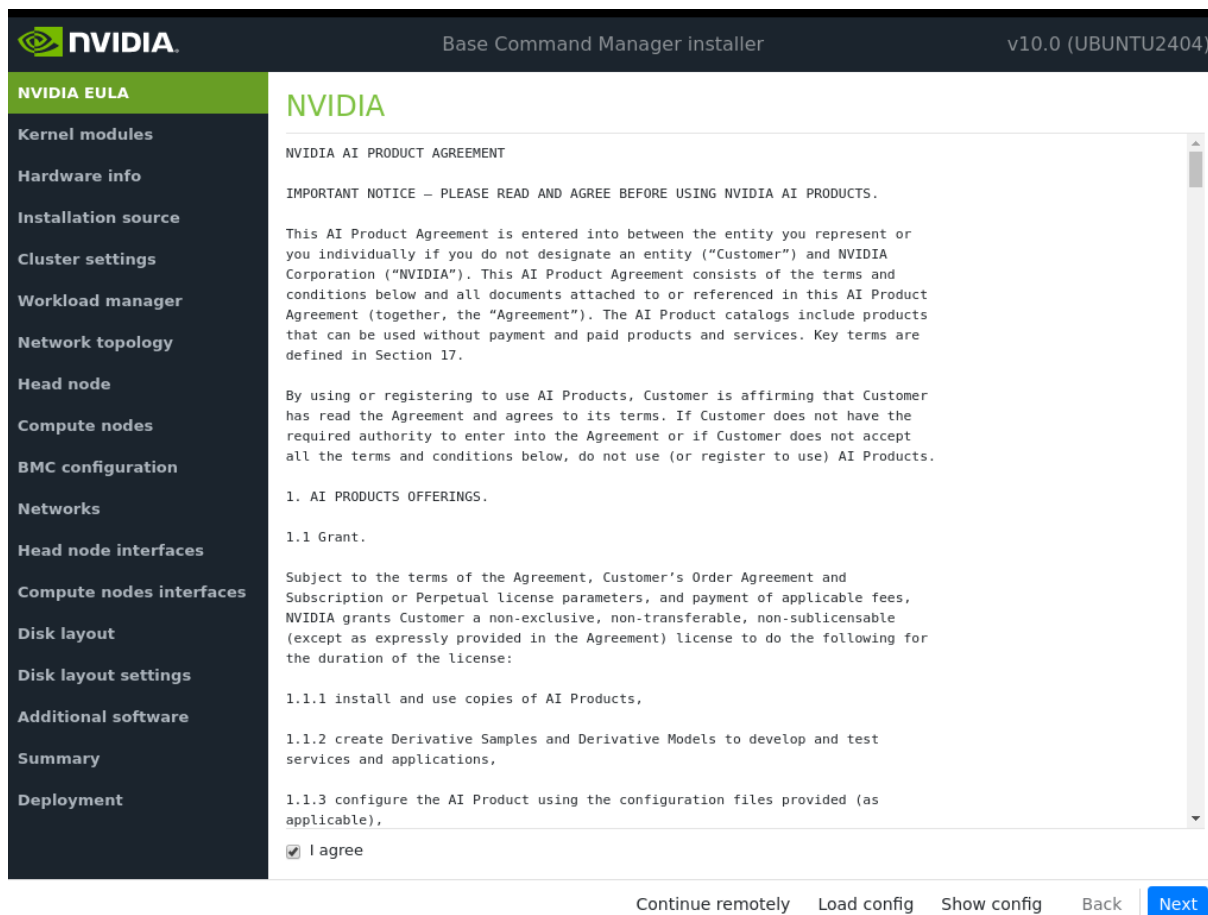 NVIDIA.
Base Command Manager installer
v10.0 (UBUNTU2404)
NVIDIA EULA
Kernel modules
Hardware info
Installation source
Cluster settings
Workload manager
Network topology
Head node
Compute nodes
BMC configuration
Networks
Head node interfaces
Compute nodes interfaces
Disk layout
Disk layout settings
Additional software
Summary
Deployment
NVIDIA
NVIDIA AI PRODUCT AGREEMENT
IMPORTANT NOTICE – PLEASE READ AND AGREE BEFORE USING NVIDIA AI PRODUCTS.
This AI Product Agreement is entered into between the entity you represent or
you individually if you do not designate an entity (“Customer”) and NVIDIA
Corporation (“NVIDIA”). This AI Product Agreement consists of the terms and
conditions below and all documents attached to or referenced in this AI Product
Agreement (together, the “Agreement”). The AI Product catalogs include products
that can be used without payment and paid products and services. Key terms are
defined in Section 17.
By using or registering to use AI Products, Customer is affirming that Customer
has read the Agreement and agrees to its terms. If Customer does not have the
required authority to enter into the Agreement or if Customer does not accept
all the terms and conditions below, do not use (or register to use) AI Products.
1. AI PRODUCTS OFFERINGS.
1.1 Grant.
Subject to the terms of the Agreement, Customer’s Order Agreement and
Subscription or Perpetual license parameters, and payment of applicable fees,
NVIDIA grants Customer a non-exclusive, non-transferable, non-sublicensable
(except as expressly provided in the Agreement) license to do the following for
the duration of the license:
1.1.1 install and use copies of AI Products,
1.1.2 create Derivative Samples and Derivative Models to develop and test
services and applications,
1.1.3 configure the AI Product using the configuration files provided (as
applicable),
I agree
Continue remotely
Load config
Show config
Back
Next